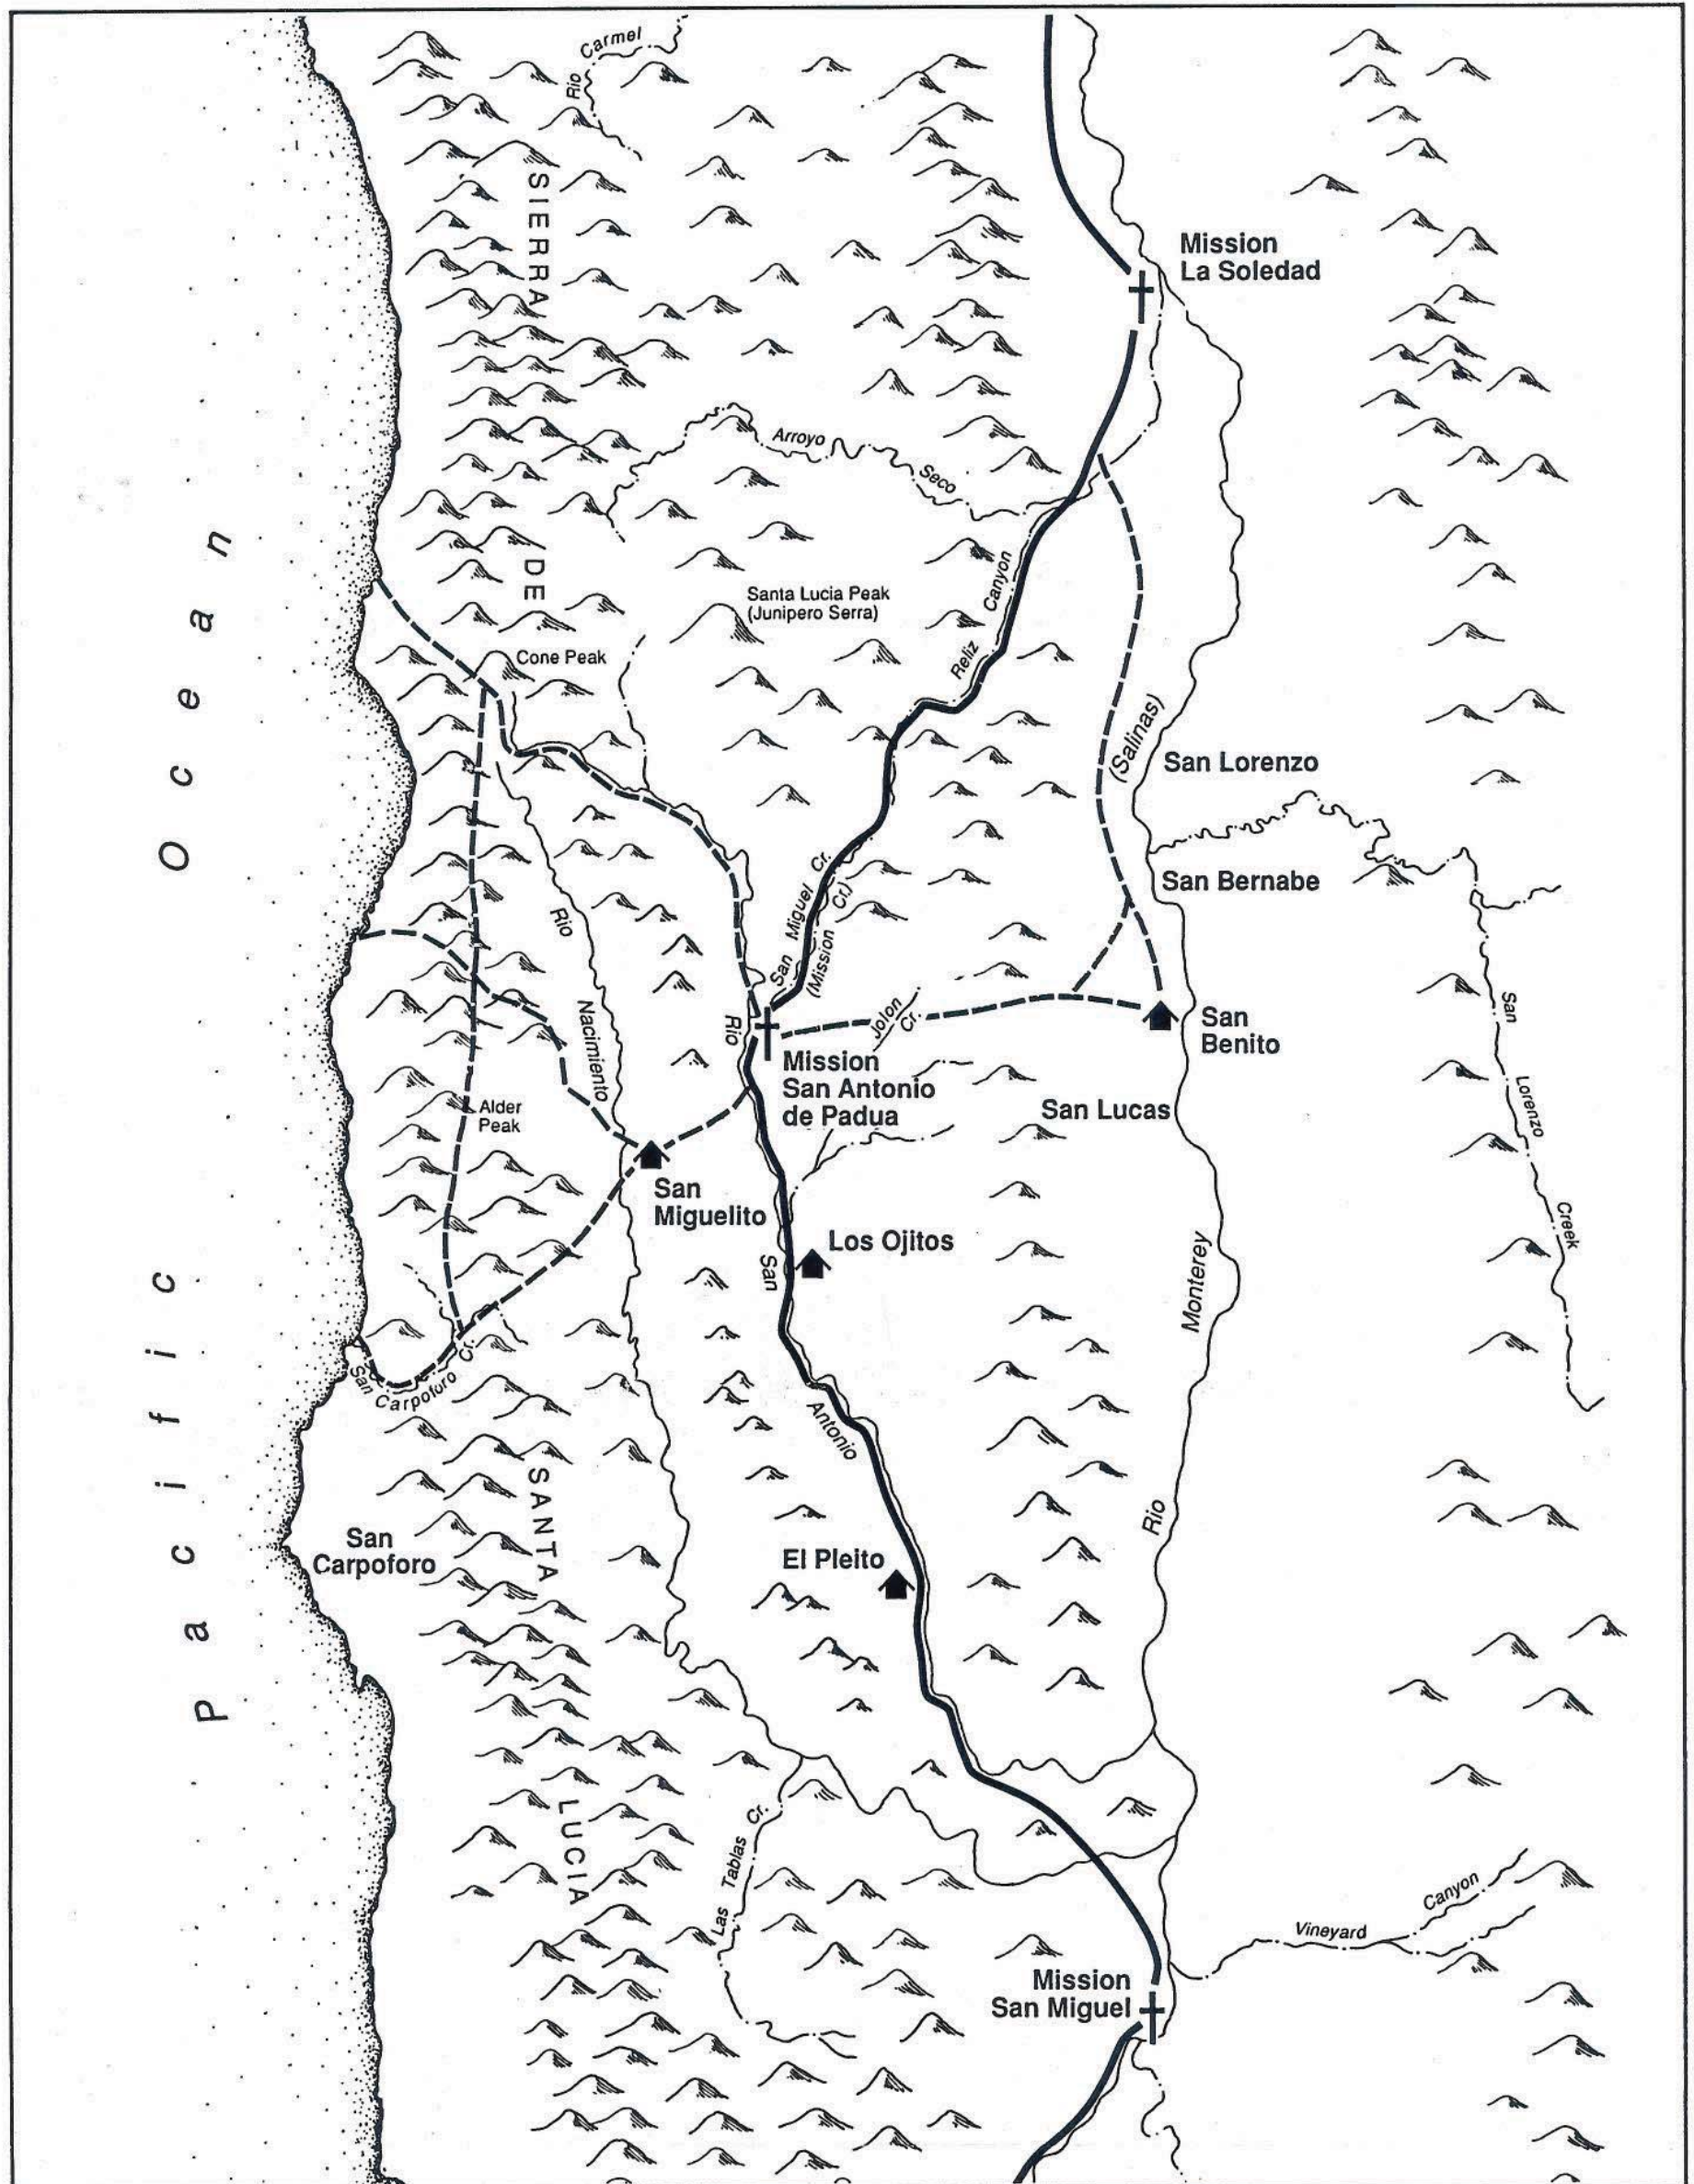 Rio Carmel
SIERRA
Mission
La Soledad
Arroyo Seco
DE
Santa Lucia Peak
(Junipero Serra)
Reliz Canyon
Cone Peak
(Salinas)
San Lorenzo
San Bernabe
San Miguel Cr.
(Mission Cr.)
Rio Nacimiento
Jolon
Cr.
San
Benito
Rio
Mission
San Antonio
de Padua
San Lucas
Alder
Peak
San
Miguelito
San Lorenzo Creek
Los Ojitos
San
Monterey
San Carpoforo Cr.
Antonio
Rio
SANTA
San
Carpoforo
El Pleito
Pacific Ocean
LUCIA
Las Tablas Cr.
Vineyard Canyon
Mission
San Miguel